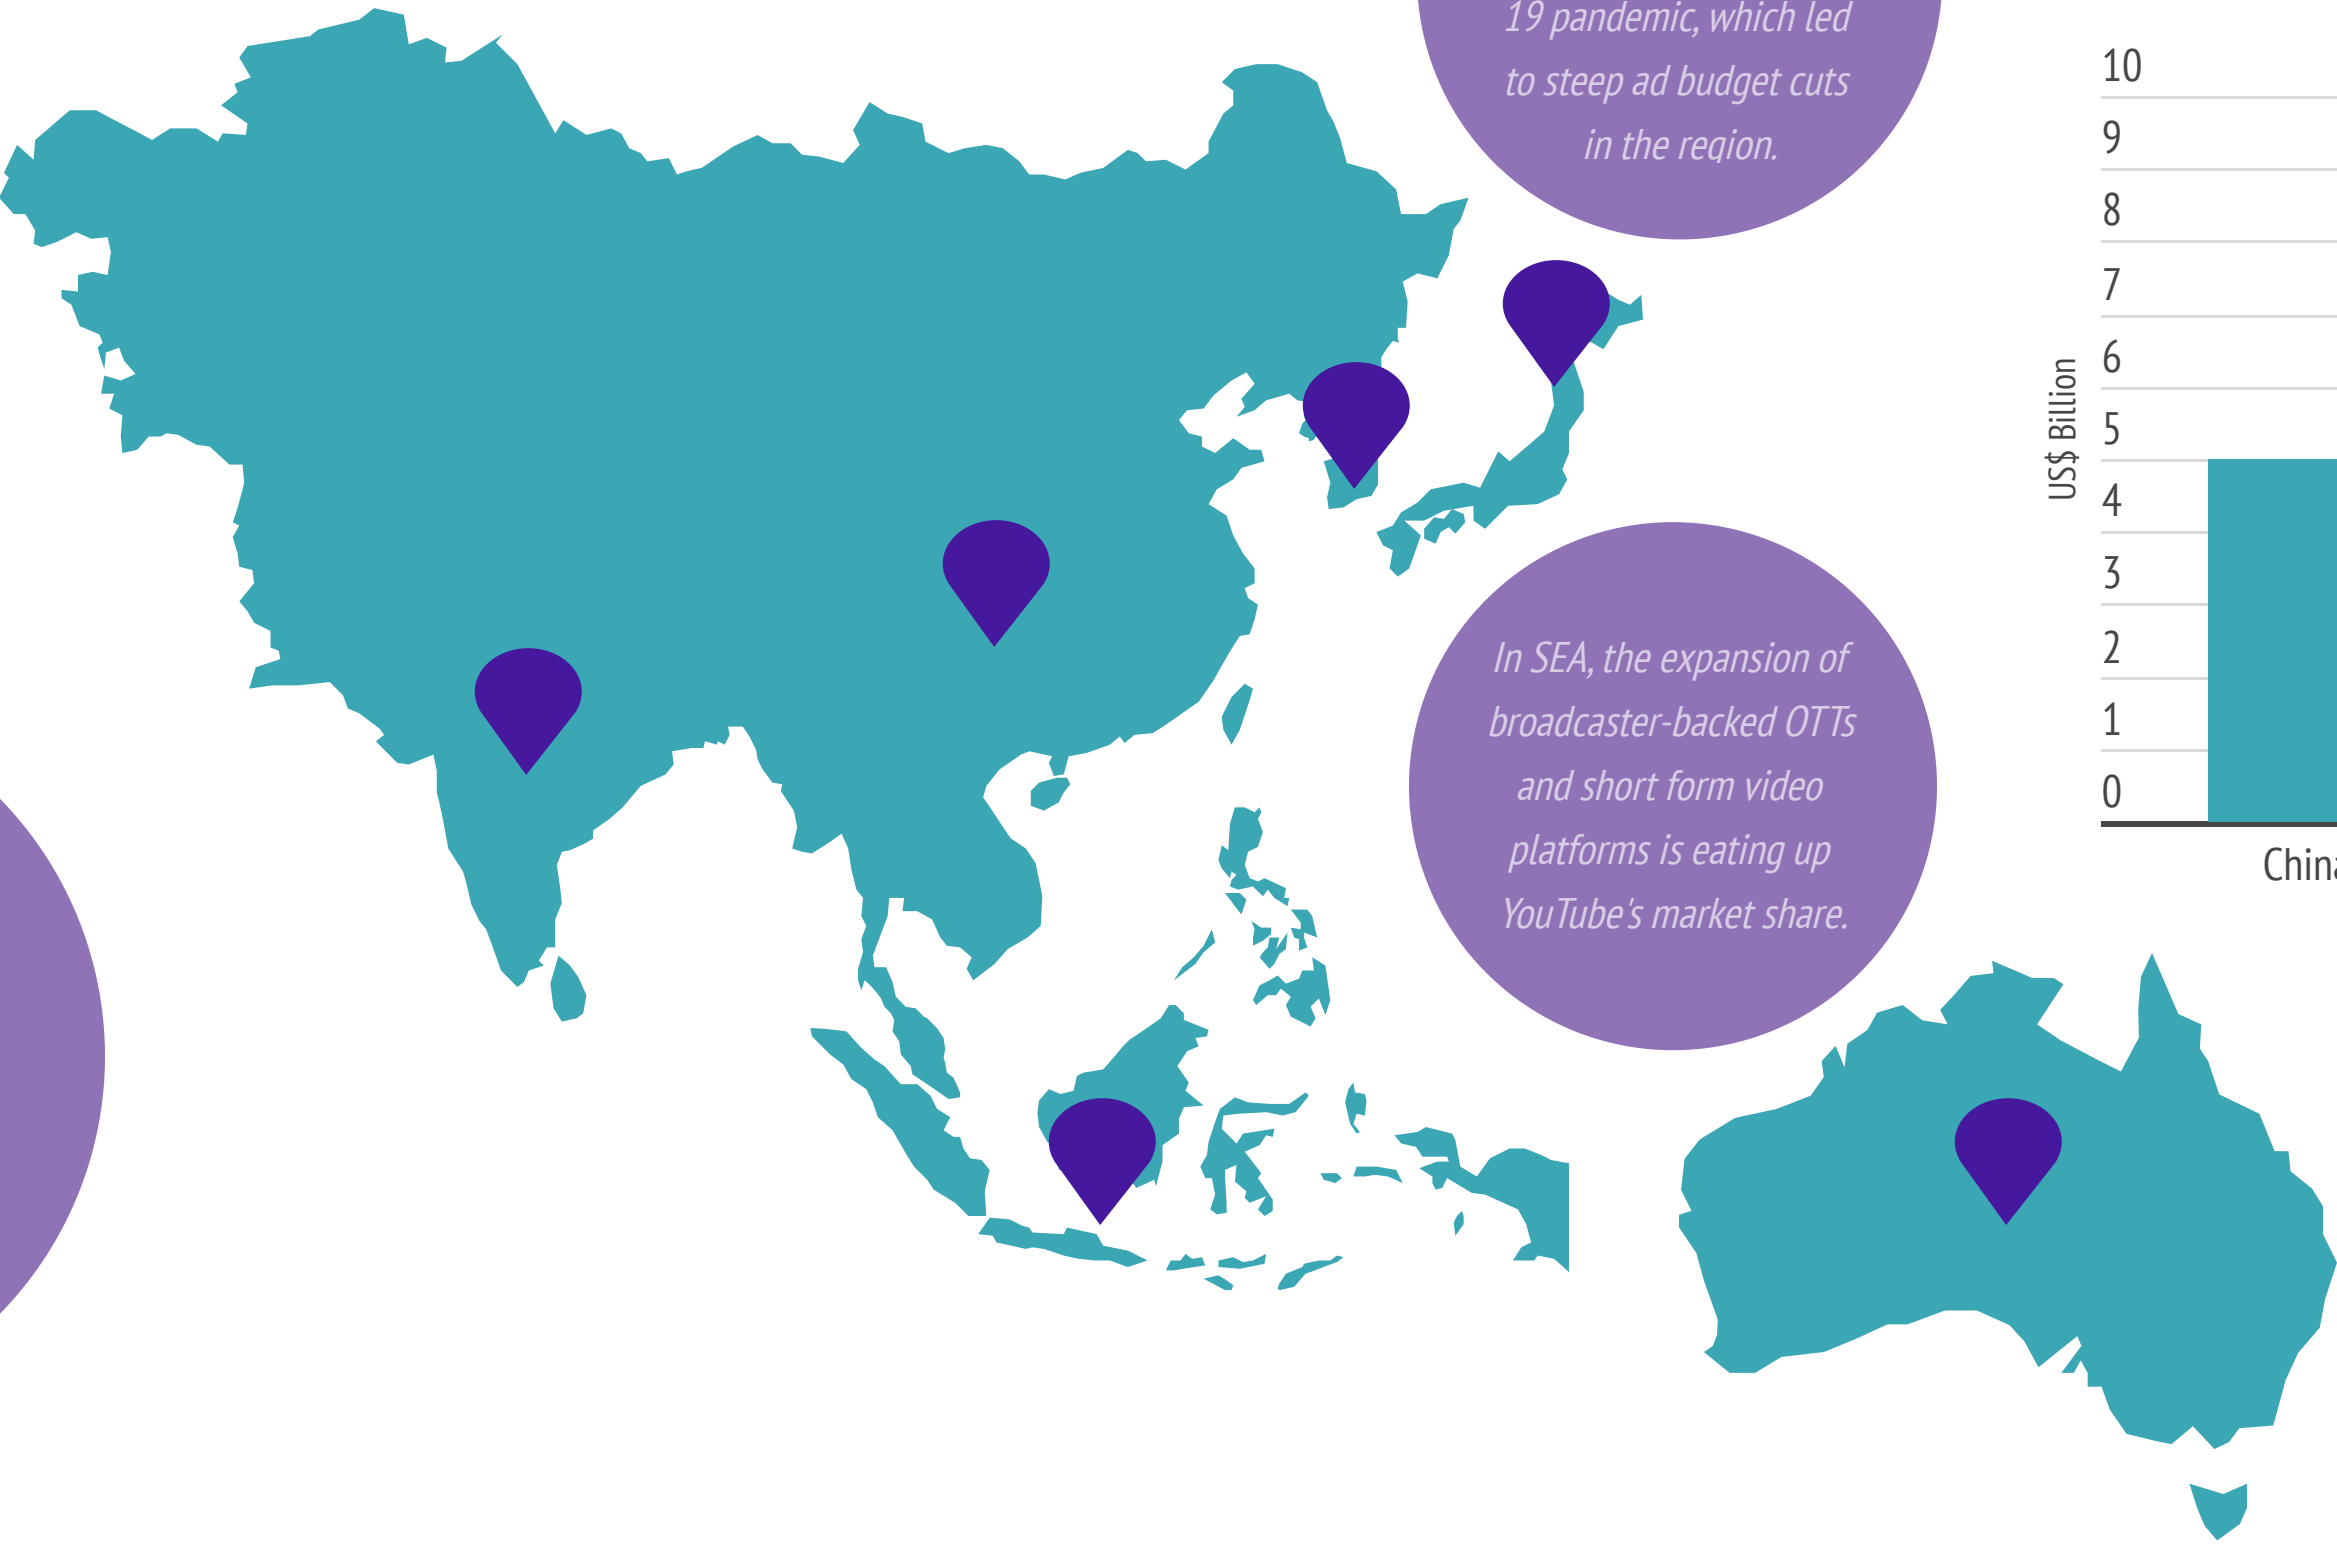 19 pandemic, which led
to steep ad budget cuts
in the region.
In SEA, the expansion of
broadcaster-backed OTTs
and short form video
platforms is eating up
YouTube's market share.
US$ Billion
10
9
8
7
6
5
4
3
2
1
0
China